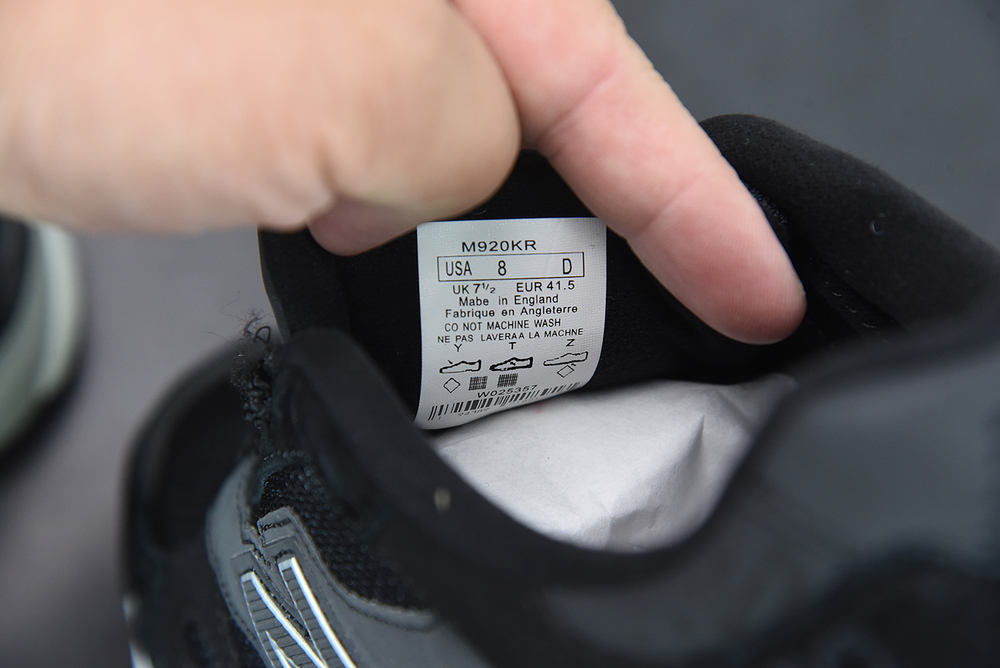 M920KR
USA 8 D
UK 7½ EUR 41.5
Mabe in England
Fabrique en Angleterre
CO NOT MACHINE WASH
NE PAS LAVERAA LA MACHNE
Y T Z
W025357